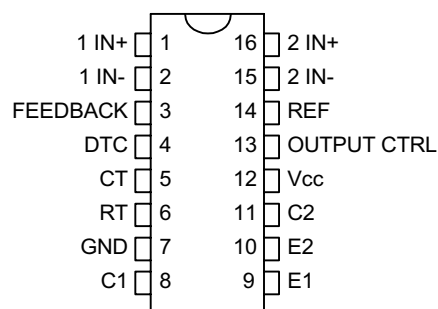 1 IN+ 1 16 2 IN+
1 IN- 2 15 2 IN-
FEEDBACK 3 14 REF
DTC 4 13 OUTPUT CTRL
CT 5 12 Vcc
RT 6 11 C2
GND 7 10 E2
C1 8 9 E1